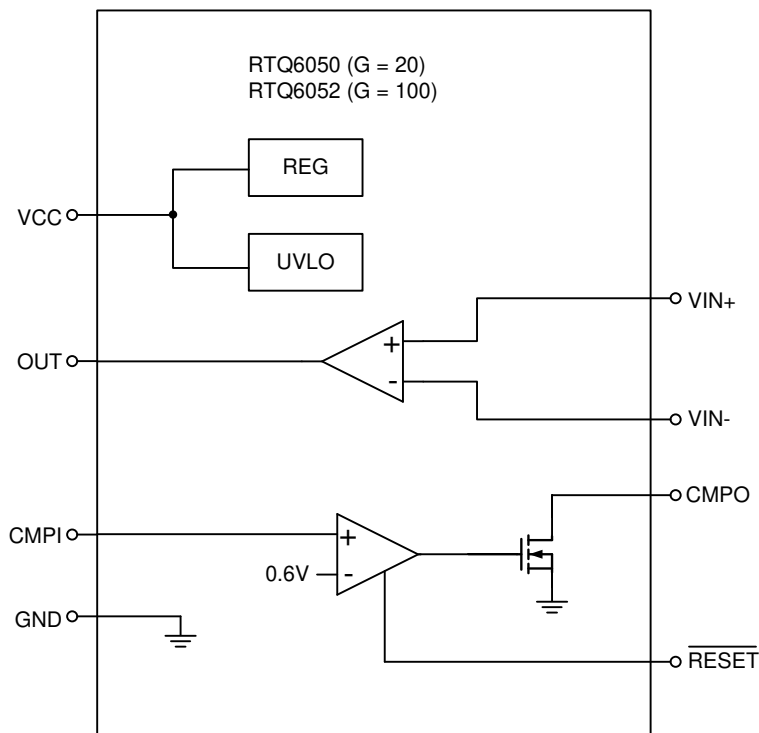 RTQ6050 (G = 20)
RTQ6052 (G = 100)
REG
VCC
UVLO
VIN+
+
OUT
-
VIN-
CMPO
CMPI
+
0.6V
-
GND
RESET